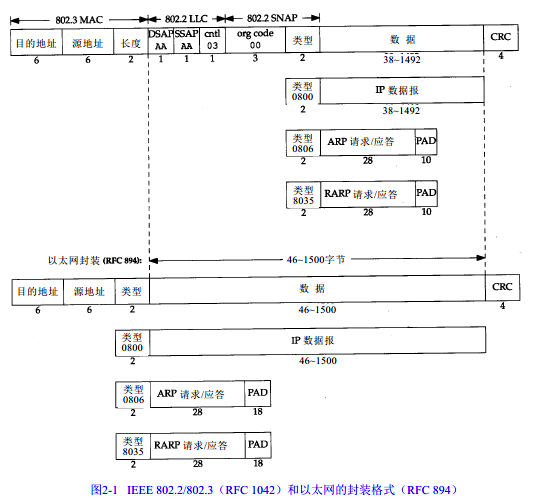 802.3 MAC 802.2 LLC 802.2 SNAP
目的地址 源地址 长度 DSAP AA SSAP AA cntl 03 org code 00 类型 数 据 CRC
6 6 2 1 1 1 3 2 38~1492 4
类型 0800 IP 数据报
2 38~1492
类型 0806 ARP 请求/应答 PAD
2 28 10
类型 8035 RARP 请求/应答 PAD
2 28 10
以太网封装 (RFC 894): 46~1500字节
目的地址 源地址 类型 数 据 CRC
6 6 2 46~1500 4
类型 0800 IP 数据报
2 46~1500
类型 0806 ARP 请求/应答 PAD
2 28 18
类型 8035 RARP 请求/应答 PAD
2 28 18
图2-1 IEEE 802.2/802.3（RFC 1042）和以太网的封装格式（RFC 894）